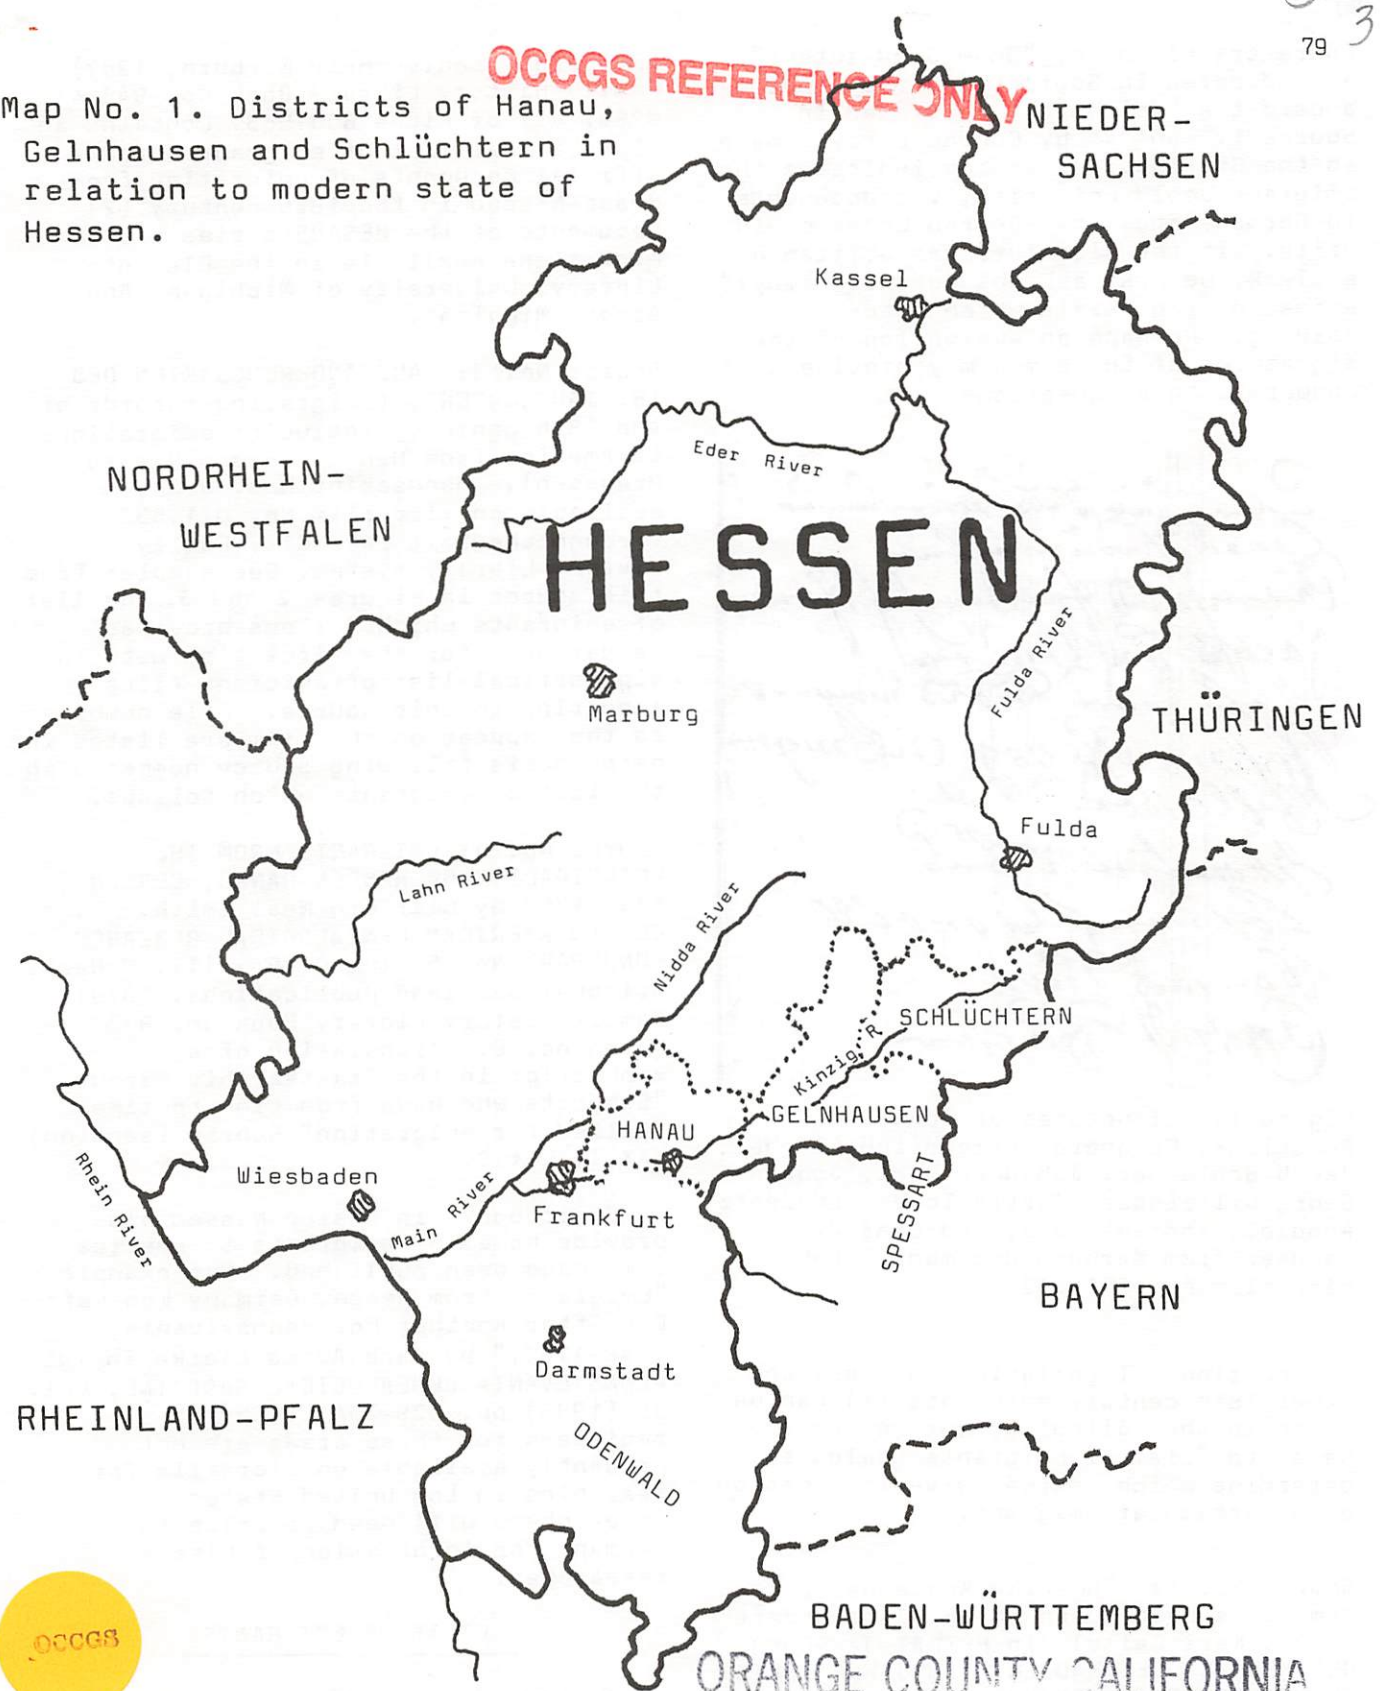 3
79
OCCGS REFERENCE ONLY
Map No. 1. Districts of Hanau,
Gelnhausen and Schlüchtern in
relation to modern state of
Hessen.
NIEDER-
SACHSEN
Kassel
NORDRHEIN-
WESTFALEN
Eder River
HESSEN
Fulda River
Marburg
THÜRINGEN
Fulda
Lahn River
Nidda River
SCHLÜCHTERN
Kinzig R
GELNHAUSEN
HANAU
Rhein River
Wiesbaden
Main River
Frankfurt
SPESSART
BAYERN
Darmstadt
RHEINLAND-PFALZ
ODENWALD
BADEN-WÜRTTEMBERG
OCCGS
ORANGE COUNTY CALIFORNIA